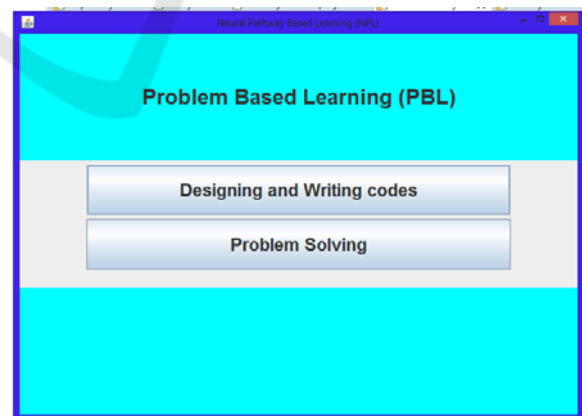 Neural Pathway Based Learning (NPL)
Problem Based Learning (PBL)
Designing and Writing codes
Problem Solving